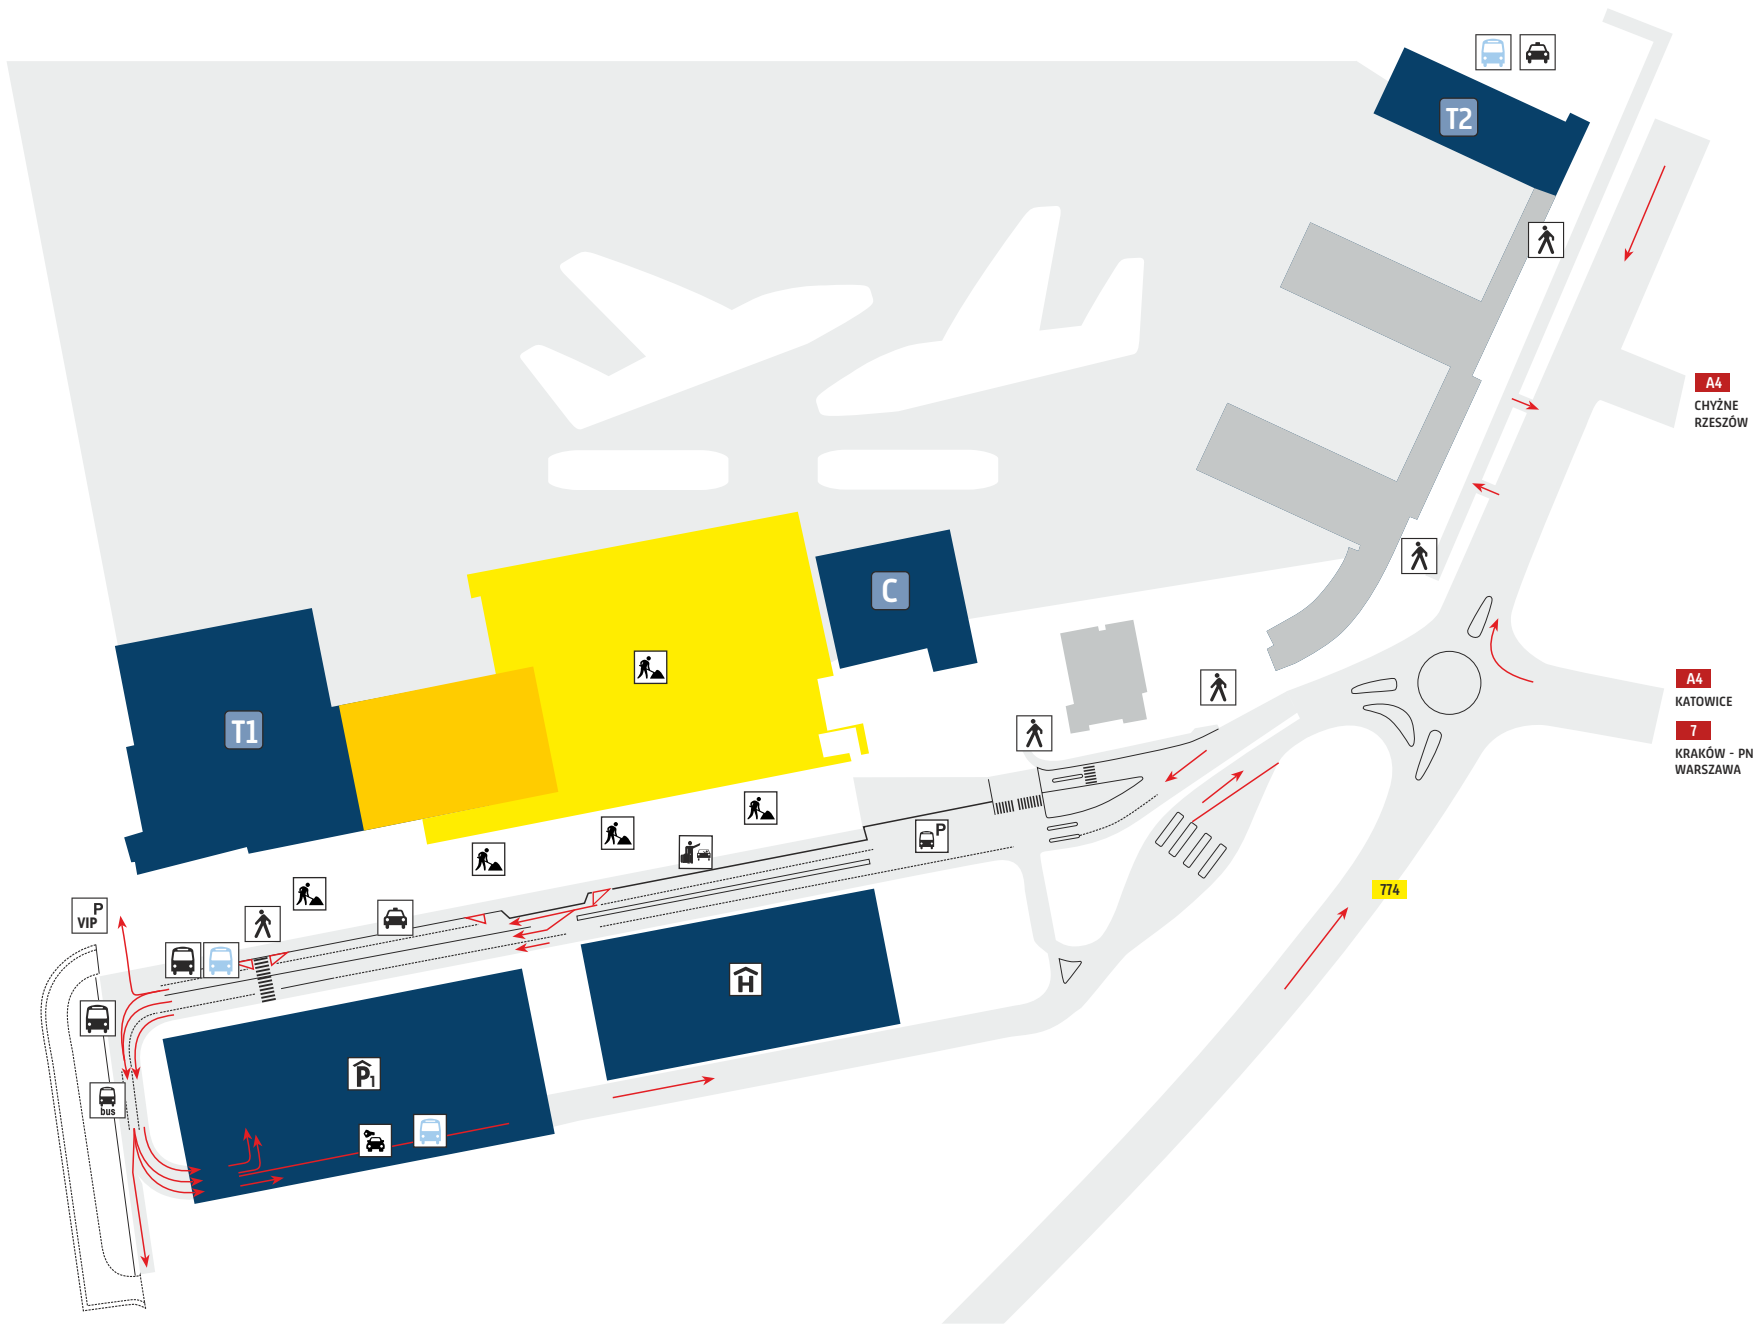 T2
A4
CHYŻNE
RZESZÓW
C
A4
KATOWICE
7
KRAKÓW - PN
WARSZAWA
T1
P
774
P
VIP
H
P1
bus